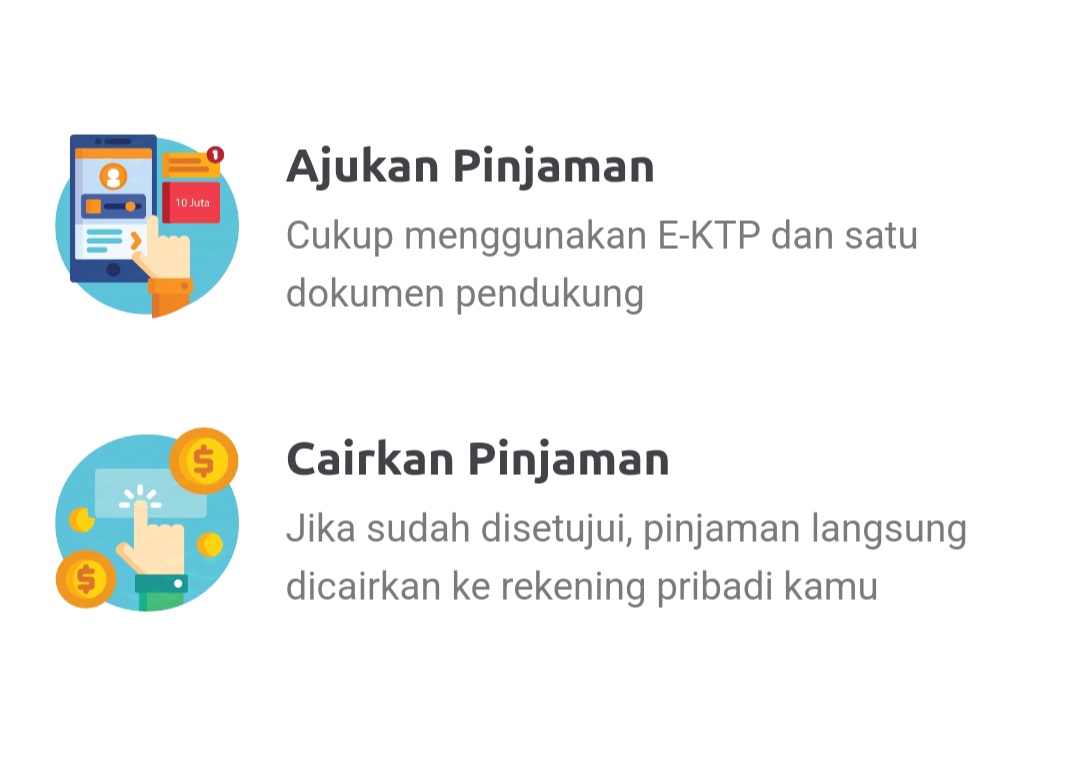 1
10 Juta
Ajukan Pinjaman
Cukup menggunakan E-KTP dan satu
dokumen pendukung
$
$
Cairkan Pinjaman
Jika sudah disetujui, pinjaman langsung
dicairkan ke rekening pribadi kamu